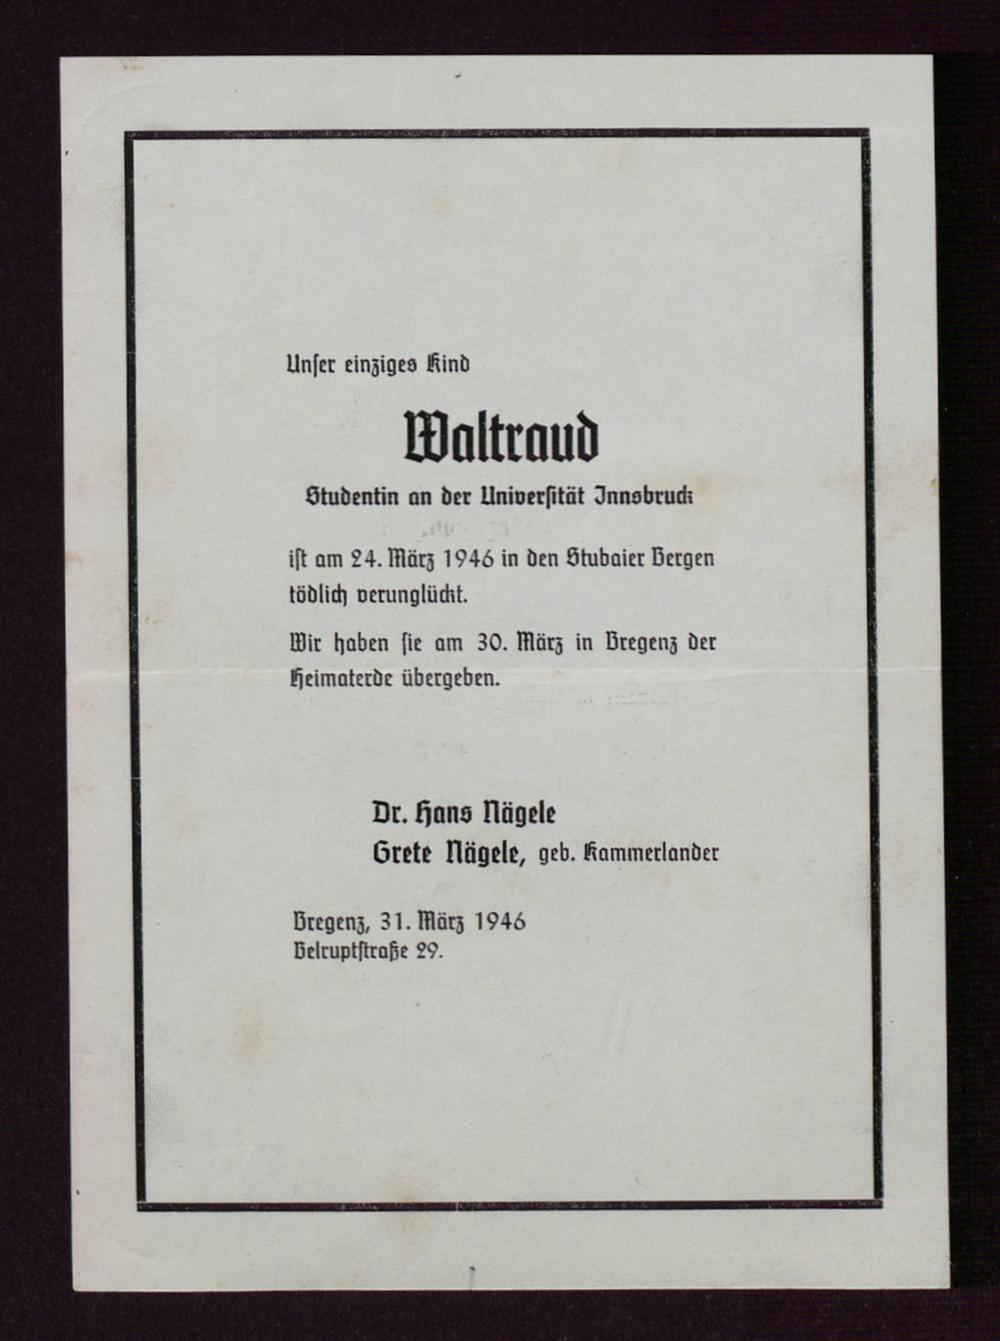 Unser einziges Kind
Waltraud
Studentin an der Universität Innsbruck
ist am 24. März 1946 in den Stubaier Bergen
tödlich verunglückt.
Wir haben sie am 30. März in Bregenz der
Heimaterde übergeben.
Dr. Hans Nägele
Grete Nägele, geb. Kammerlander
Bregenz, 31. März 1946
Belruptstraße 29.